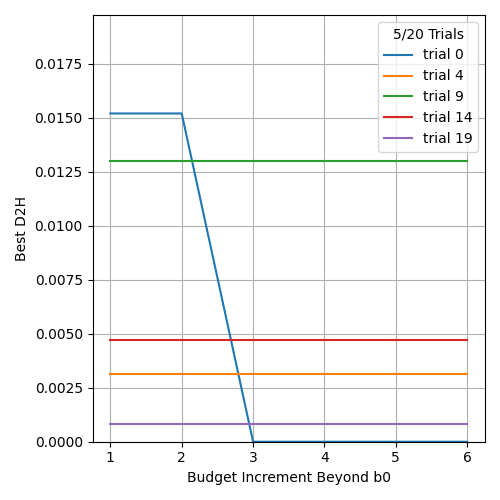 5/20 Trials
trial 0
trial 4
trial 9
trial 14
trial 19
Best D2H
0.0175
0.0150
0.0125
0.0100
0.0075
0.0050
0.0025
0.0000
1 2 3 4 5 6
Budget Increment Beyond b0